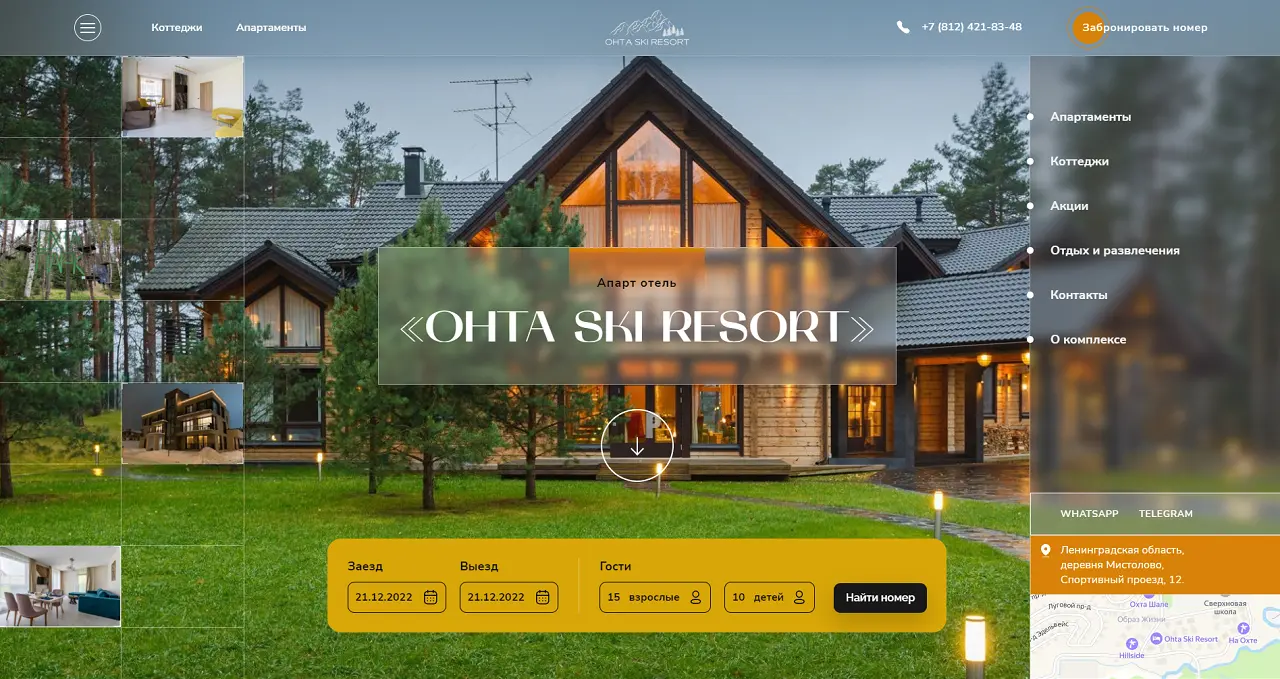 Коттеджи
Апартаменты
OHTA SKI RESORT
+7 (812) 421-83-48
Забронировать номер
Апартаменты
Коттеджи
Акции
Отдых и развлечения
Контакты
О комплексе
Апарт отель
«OHTA SKI RESORT»
WHATSAPP
TELEGRAM
Ленинградская область,
деревня Мистолово,
Спортивный проезд, 12.
Заезд
Выезд
Гости
21.12.2022
21.12.2022
15 взрослые
10 детей
Найти номер
Луговой пр-д
Охта Шале
Сверхновая
школа
Образ Жизни
Ohta Ski Resort
На Охте
Hillside